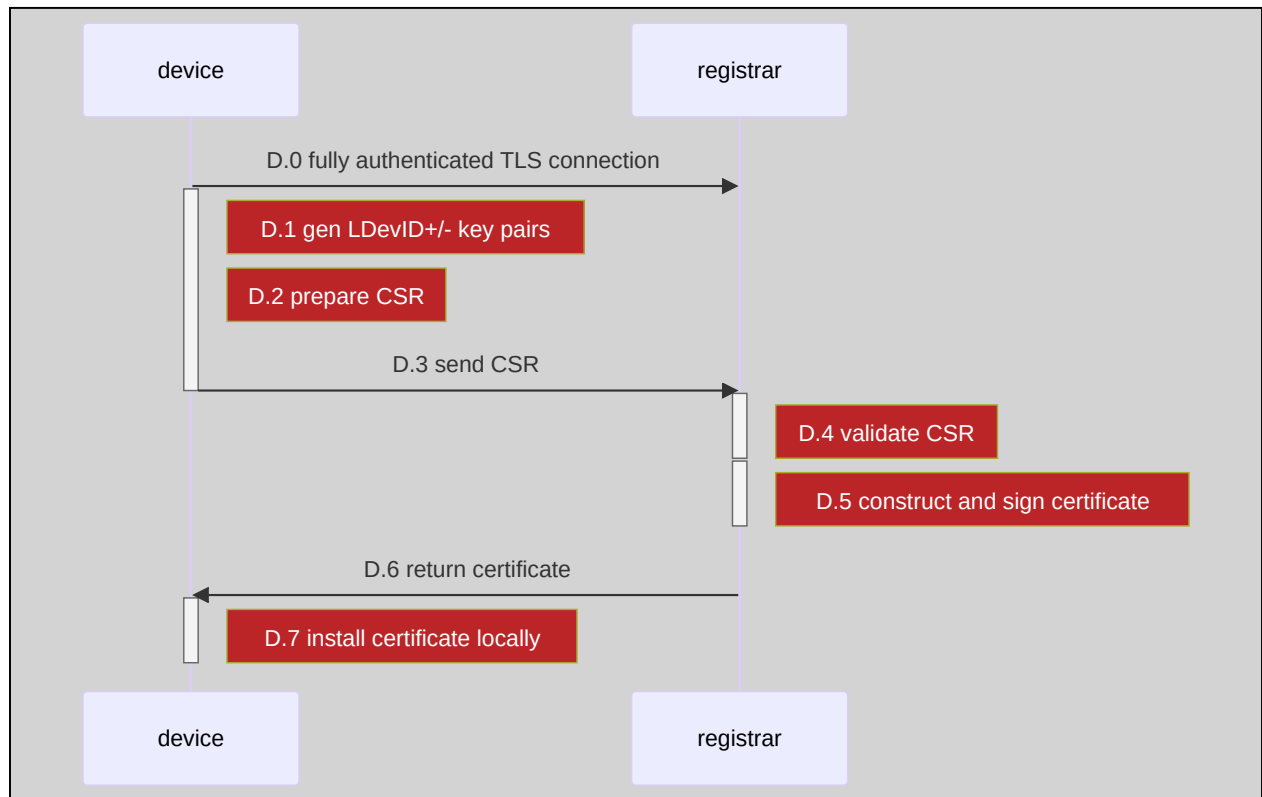 device
registrar
D.0 fully authenticated TLS connection
D.1 gen LDevID+/- key pairs
D.2 prepare CSR
D.3 send CSR
D.4 validate CSR
D.5 construct and sign certificate
D.6 return certificate
D.7 install certificate locally
device
registrar